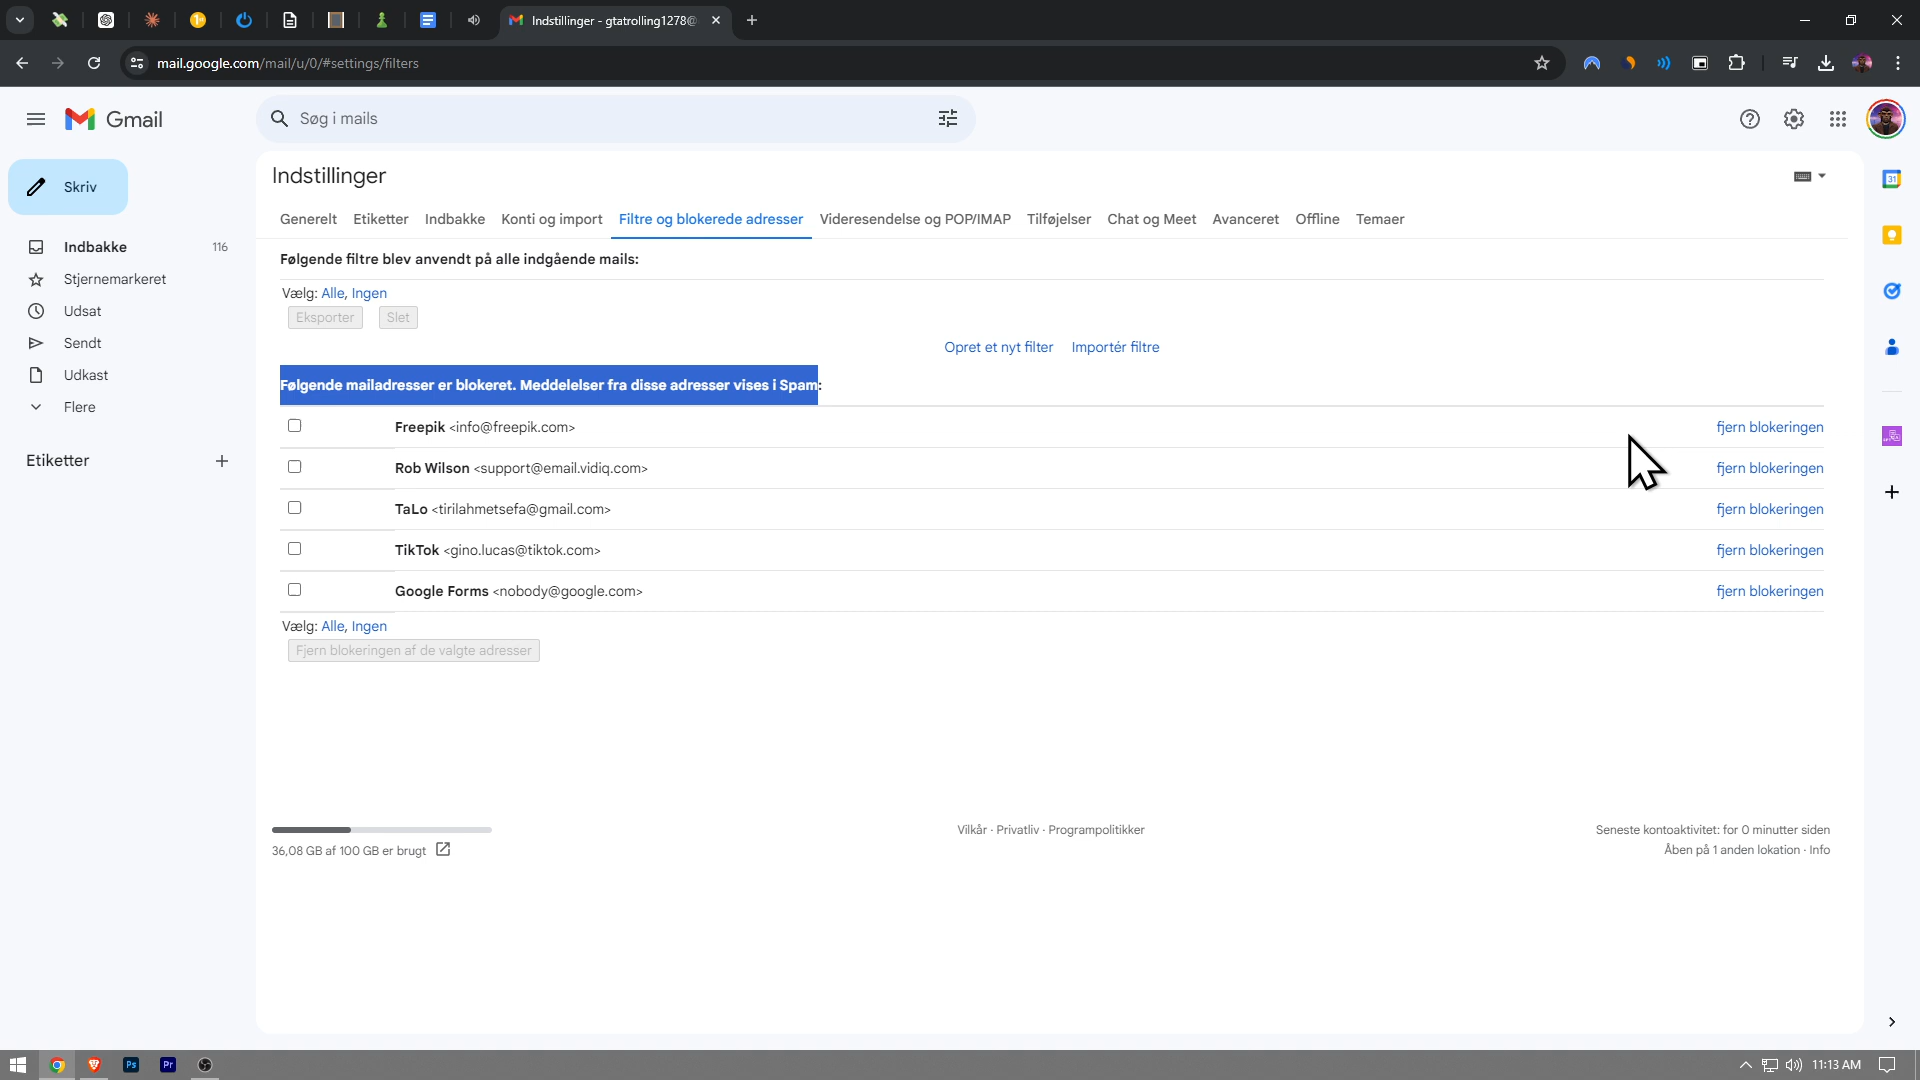 Indstillinger - gtatrolling1278@
mail.google.com/mail/u/0/#settings/filters
Gmail
Søg i mails
Skriv
Indbakke 116
Stjernemarkeret
Udsat
Sendt
Udkast
Flere
Etiketter
Indstillinger
Generelt Etiketter Indbakke Konti og import Filtre og blokerede adresser Videresendelse og POP/IMAP Tilføjelser Chat og Meet Avanceret Offline Temaer
Følgende filtre blev anvendt på alle indgående mails:
Vælg: Alle, Ingen
Eksporter Slet
Opret et nyt filter Importér filtre
Følgende mailadresser er blokeret. Meddelelser fra disse adresser vises i Spam:
Freepik <info@freepik.com> fjern blokeringen
Rob Wilson <support@email.vidiq.com> fjern blokeringen
TaLo <tirilahmetsefa@gmail.com> fjern blokeringen
TikTok <gino.lucas@tiktok.com> fjern blokeringen
Google Forms <nobody@google.com> fjern blokeringen
Vælg: Alle, Ingen
Fjern blokeringen af de valgte adresser
36,08 GB af 100 GB er brugt
Vilkår · Privatliv · Programpolitikker
Seneste kontoaktivitet: for 0 minutter siden
Åben på 1 anden lokation · Info
31
Ps
Pr
11:13 AM